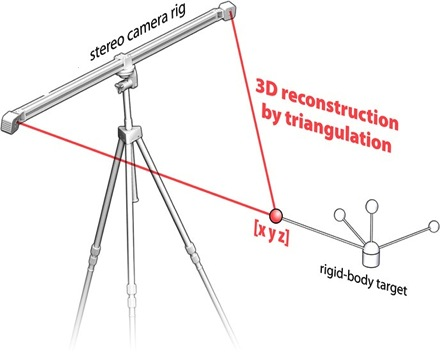 stereo camera rig
3D reconstruction
by triangulation
[x y z]
rigid-body target